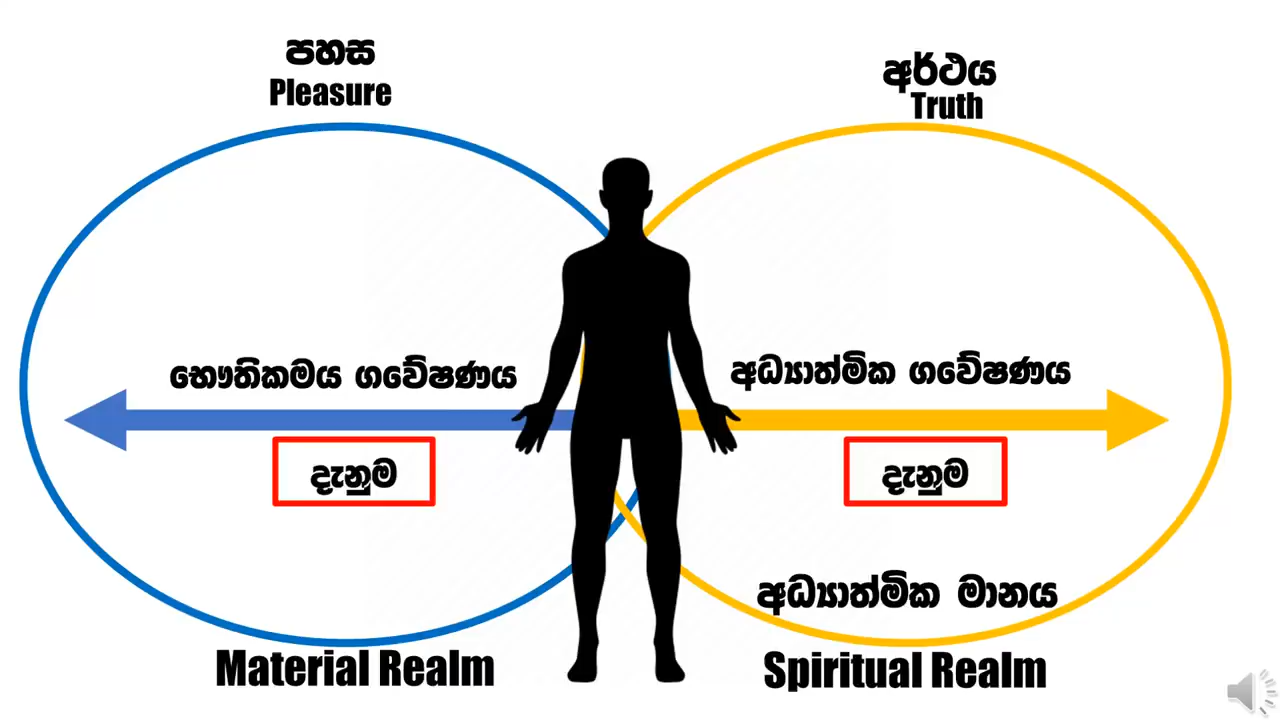 පහස
Pleasure
අර්ථය
Truth
භෞතිකමය ගවේෂණය
අධ්‍යාත්මික ගවේෂණය
දැනුම
දැනුම
අධ්‍යාත්මික මානය
Material Realm
Spiritual Realm